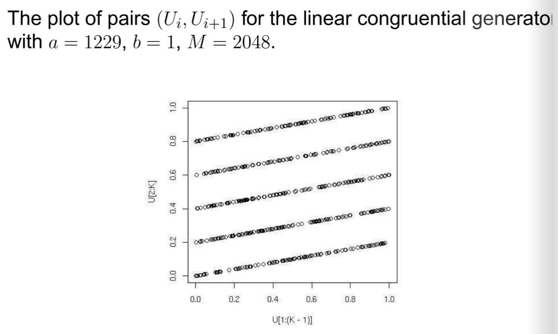 The plot of pairs (Uᵢ, Uᵢ₊₁) for the linear congruential generato
with a = 1229, b = 1, M = 2048.
U[2:K]
1.0
0.8
0.6
0.4
0.2
0.0
0.0 0.2 0.4 0.6 0.8 1.0
U[1:(K - 1)]